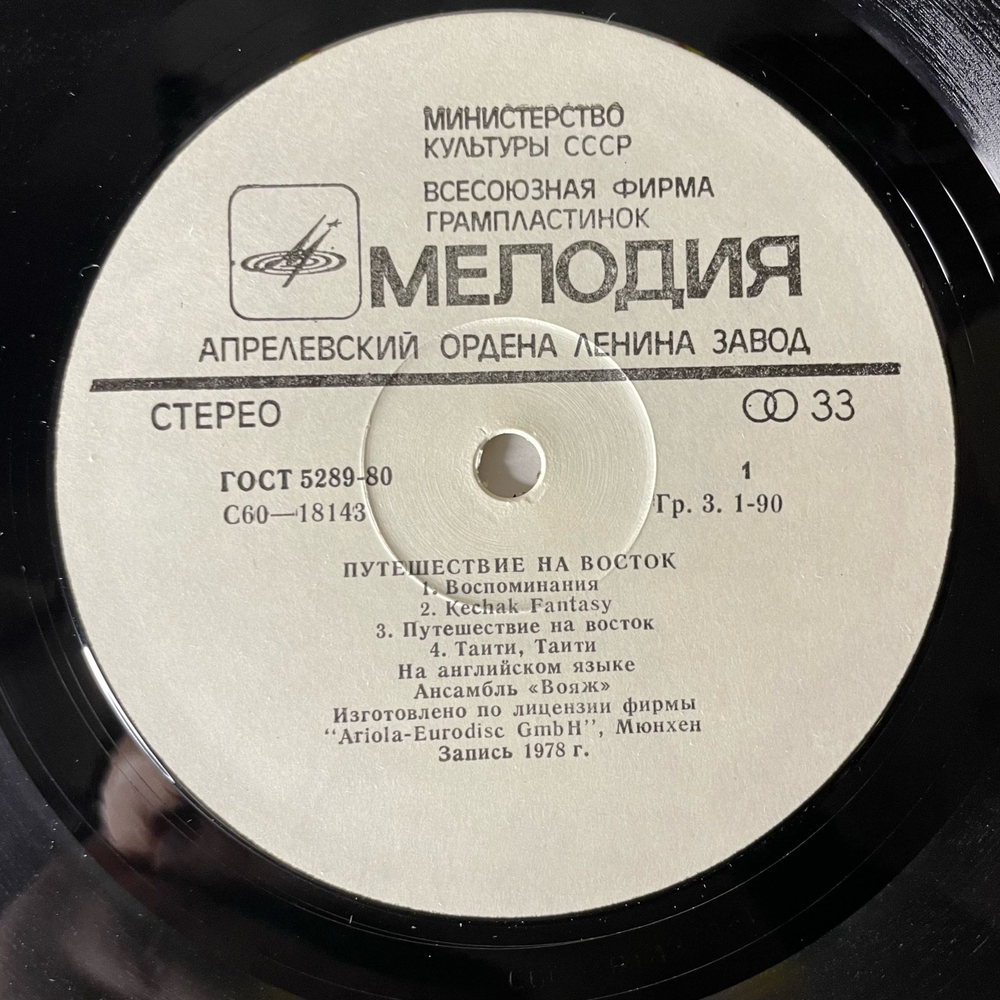 МИНИСТЕРСТВО
КУЛЬТУРЫ СССР
ВСЕСОЮЗНАЯ ФИРМА
ГРАМПЛАСТИНОК
МЕЛОДИЯ
АПРЕЛЕВСКИЙ ОРДЕНА ЛЕНИНА ЗАВОД
СТЕРЕО 33
ГОСТ 5289-80 1
С60—18143 Гр. 3. 1-90
ПУТЕШЕСТВИЕ НА ВОСТОК
1. Воспоминания
2. Kechak Fantasy
3. Путешествие на восток
4. Таити, Таити
На английском языке
Ансамбль «Вояж»
Изготовлено по лицензии фирмы
“Ariola-Eurodisc GmbH”, Мюнхен
Запись 1978 г.